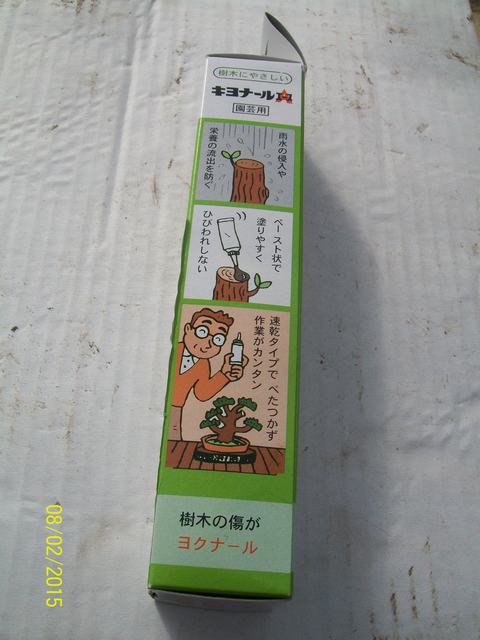 樹木にやさしい
キヨナール
園芸用
雨水の侵入や
栄養の流出を防ぐ
ペースト状で
塗りやすく
ひびわれしない
速乾タイプで べたつかず
作業がカンタン
樹木の傷が
ヨクナール
08/02/2015